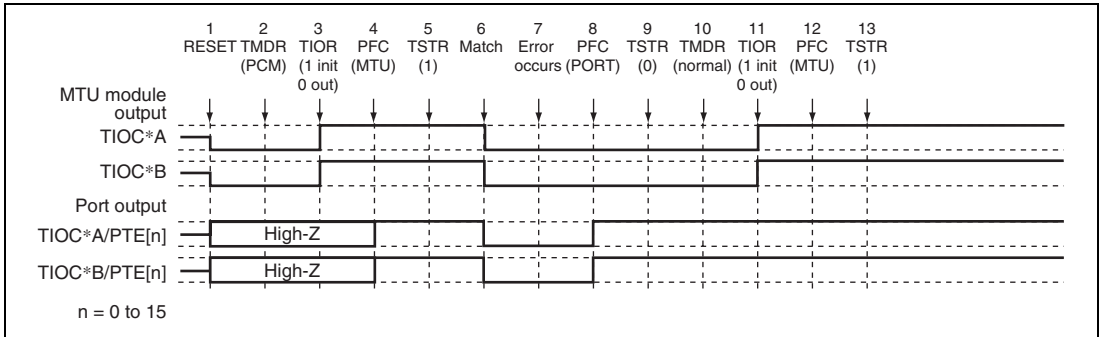 1 2 3 4 5 6 7 8 9 10 11 12 13
RESET TMDR TIOR PFC TSTR Match Error PFC TSTR TMDR TIOR PFC TSTR
(PCM) (1 init (MTU) (1) occurs (PORT) (0) (normal) (1 init (MTU) (1)
0 out) 0 out)
MTU module
output
TIOC*A
TIOC*B
Port output
TIOC*A/PTE[n] High-Z
TIOC*B/PTE[n] High-Z
n = 0 to 15